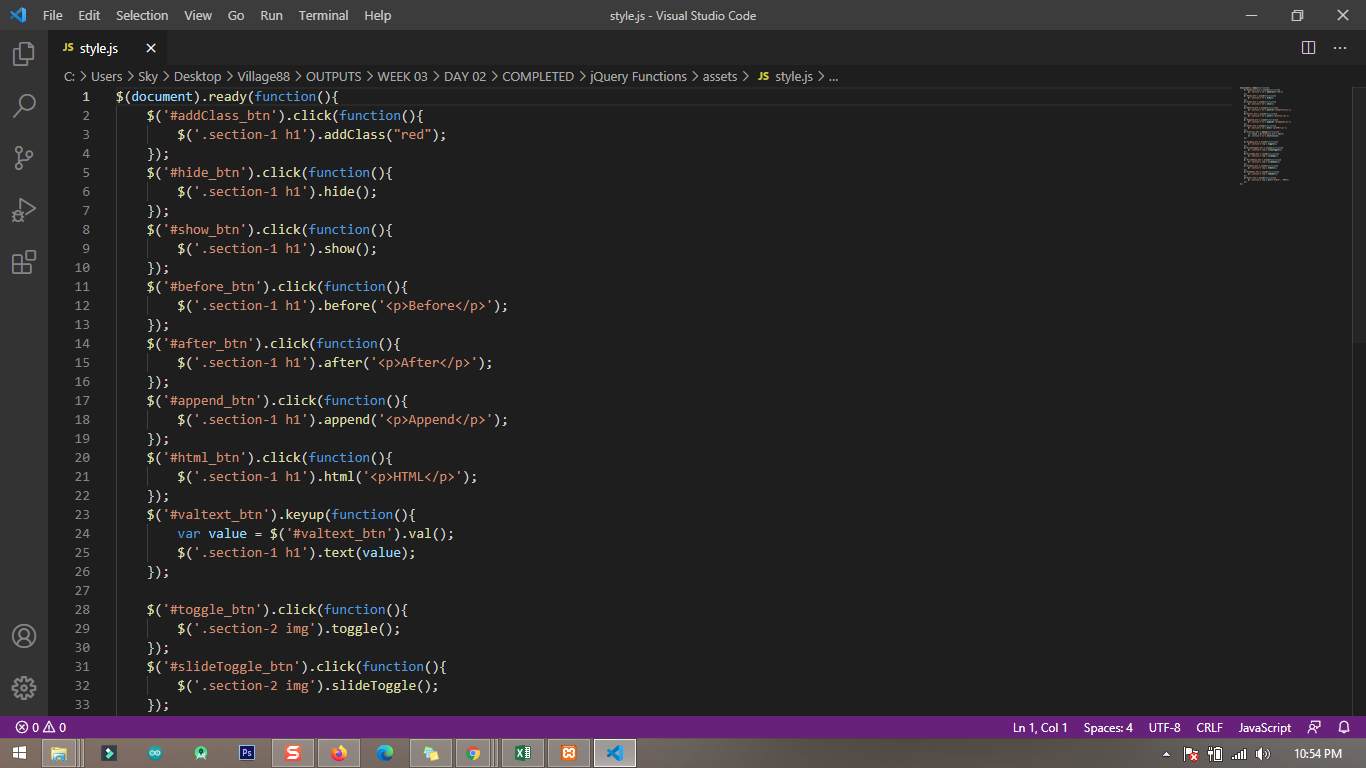 File Edit Selection View Go Run Terminal Help style.js - Visual Studio Code
JS style.js
C: > Users > Sky > Desktop > Village88 > OUTPUTS > WEEK 03 > DAY 02 > COMPLETED > jQuery Functions > assets > JS style.js > ...
1 $(document).ready(function(){
2 $('#addClass_btn').click(function(){
3 $('.section-1 h1').addClass("red");
4 });
5 $('#hide_btn').click(function(){
6 $('.section-1 h1').hide();
7 });
8 $('#show_btn').click(function(){
9 $('.section-1 h1').show();
10 });
11 $('#before_btn').click(function(){
12 $('.section-1 h1').before('<p>Before</p>');
13 });
14 $('#after_btn').click(function(){
15 $('.section-1 h1').after('<p>After</p>');
16 });
17 $('#append_btn').click(function(){
18 $('.section-1 h1').append('<p>Append</p>');
19 });
20 $('#html_btn').click(function(){
21 $('.section-1 h1').html('<p>HTML</p>');
22 });
23 $('#valtext_btn').keyup(function(){
24 var value = $('#valtext_btn').val();
25 $('.section-1 h1').text(value);
26 });
27
28 $('#toggle_btn').click(function(){
29 $('.section-2 img').toggle();
30 });
31 $('#slideToggle_btn').click(function(){
32 $('.section-2 img').slideToggle();
33 });
0 0 Ln 1, Col 1 Spaces: 4 UTF-8 CRLF JavaScript
Ps S 10:54 PM